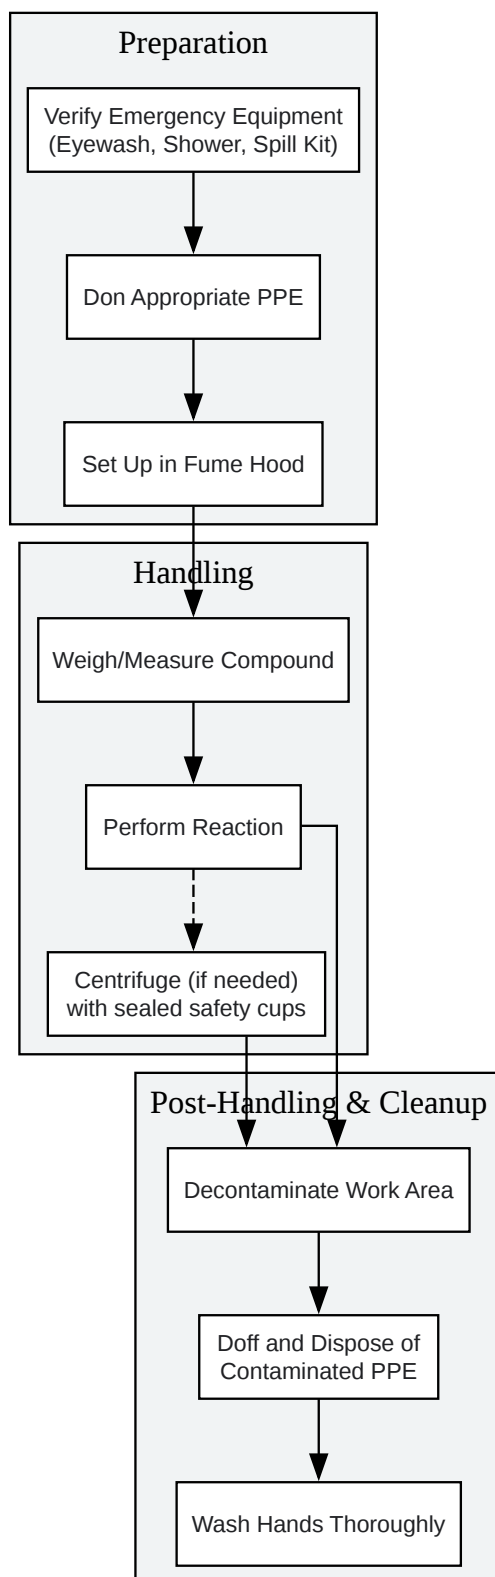 Preparation
Verify Emergency Equipment
(Eyewash, Shower, Spill Kit)
Don Appropriate PPE
Set Up in Fume Hood
Handling
Weigh/Measure Compound
Perform Reaction
Centrifuge (if needed)
with sealed safety cups
Post-Handling & Cleanup
Decontaminate Work Area
Doff and Dispose of
Contaminated PPE
Wash Hands Thoroughly